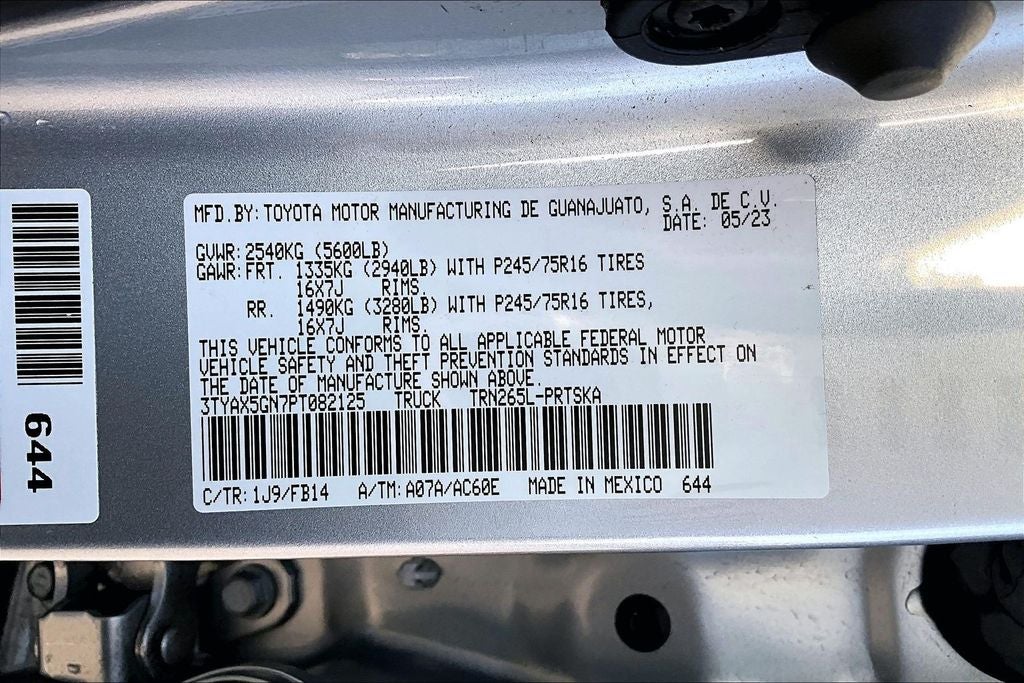 MFD.BY: TOYOTA MOTOR MANUFACTURING DE GUANAJUATO, S.A. DE C.V.
DATE: 05/23
GVWR: 2540KG (5600LB)
GAWR: FRT. 1335KG (2940LB) WITH P245/75R16 TIRES
16X7J RIMS.
RR. 1490KG (3280LB) WITH P245/75R16 TIRES,
16X7J RIMS.
THIS VEHICLE CONFORMS TO ALL APPLICABLE FEDERAL MOTOR
VEHICLE SAFETY AND THEFT PREVENTION STANDARDS IN EFFECT ON
THE DATE OF MANUFACTURE SHOWN ABOVE.
3TYAX5GN7PT082125 TRUCK TRN265L-PRTSKA
C/TR: 1J9/FB14 A/TM: A07A/AC60E MADE IN MEXICO 644
644